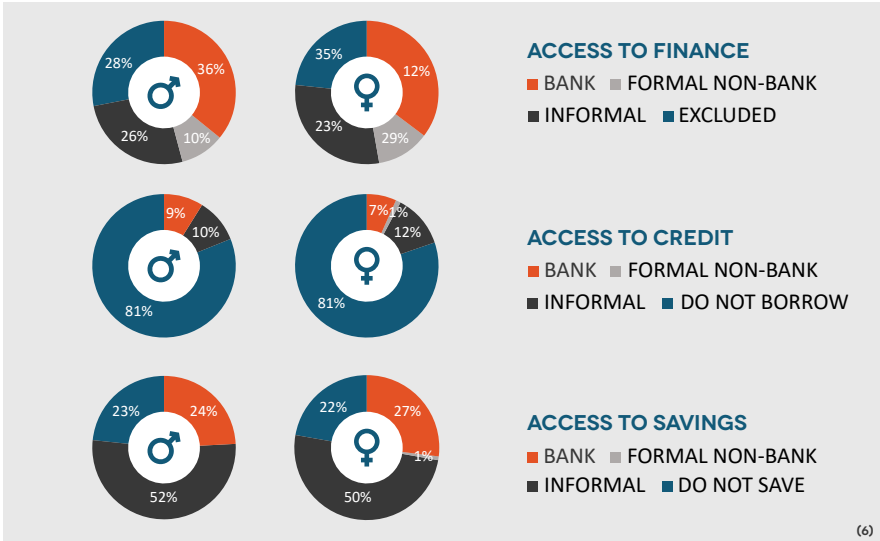 28%
36%
26%
10%
35%
12%
23%
29%
ACCESS TO FINANCE
BANK FORMAL NON-BANK
INFORMAL EXCLUDED
9%
10%
81%
7%
1%
12%
81%
ACCESS TO CREDIT
BANK FORMAL NON-BANK
INFORMAL DO NOT BORROW
23%
24%
52%
22%
27%
1%
50%
ACCESS TO SAVINGS
BANK FORMAL NON-BANK
INFORMAL DO NOT SAVE
(6)